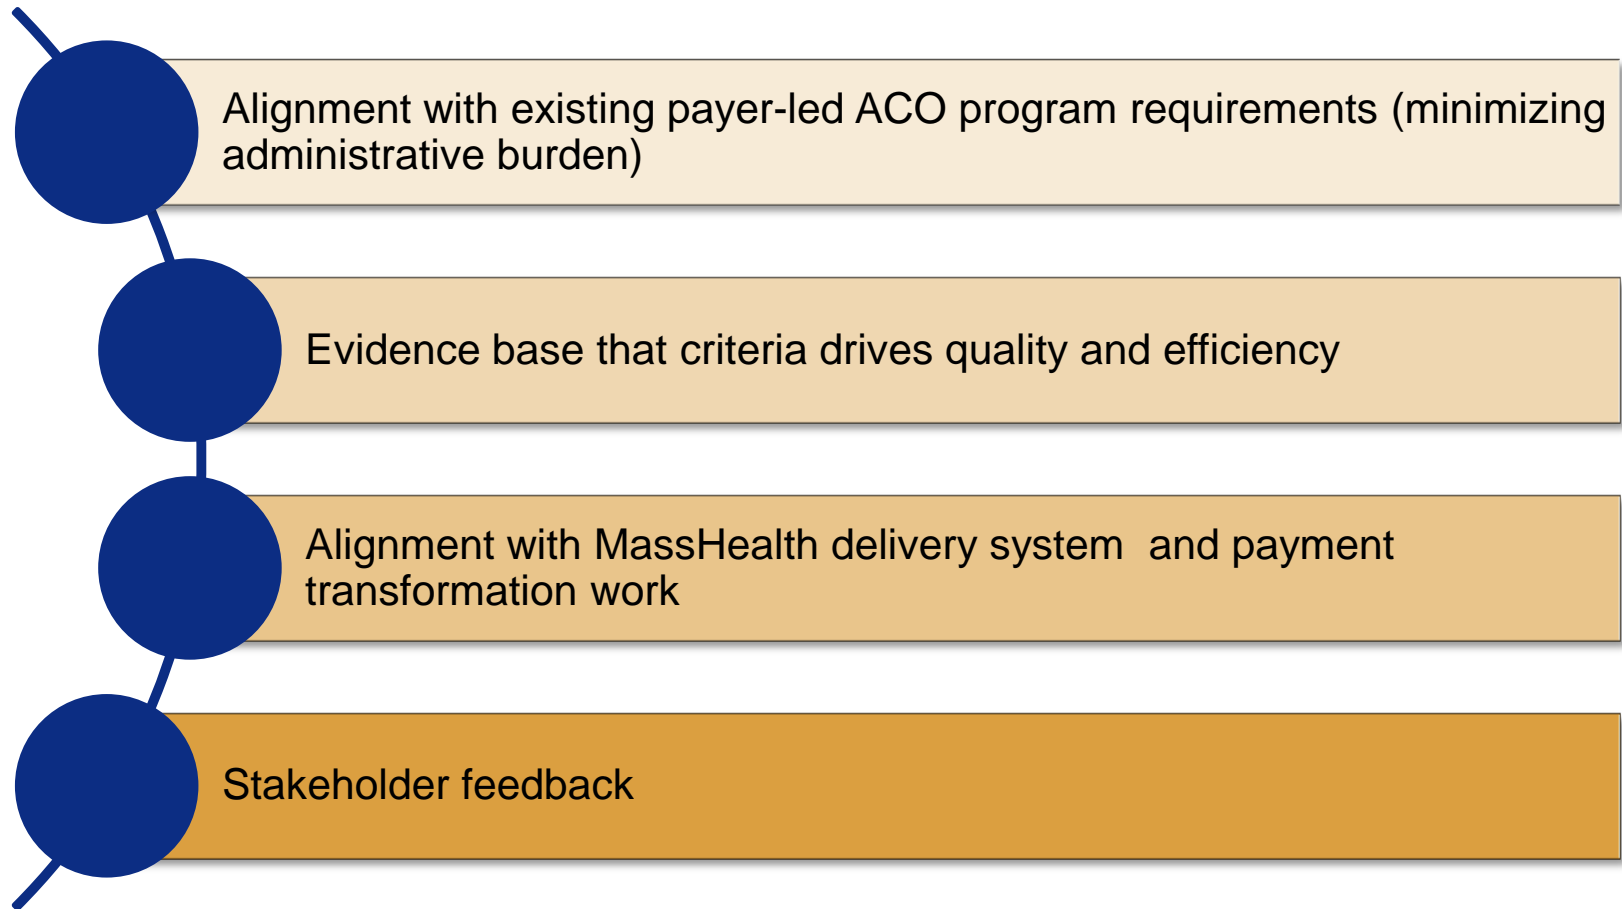 Alignment with existing payer-led ACO program requirements (minimizing
administrative burden)
Evidence base that criteria drives quality and efficiency
Alignment with MassHealth delivery system  and payment
transformation work
Stakeholder feedback